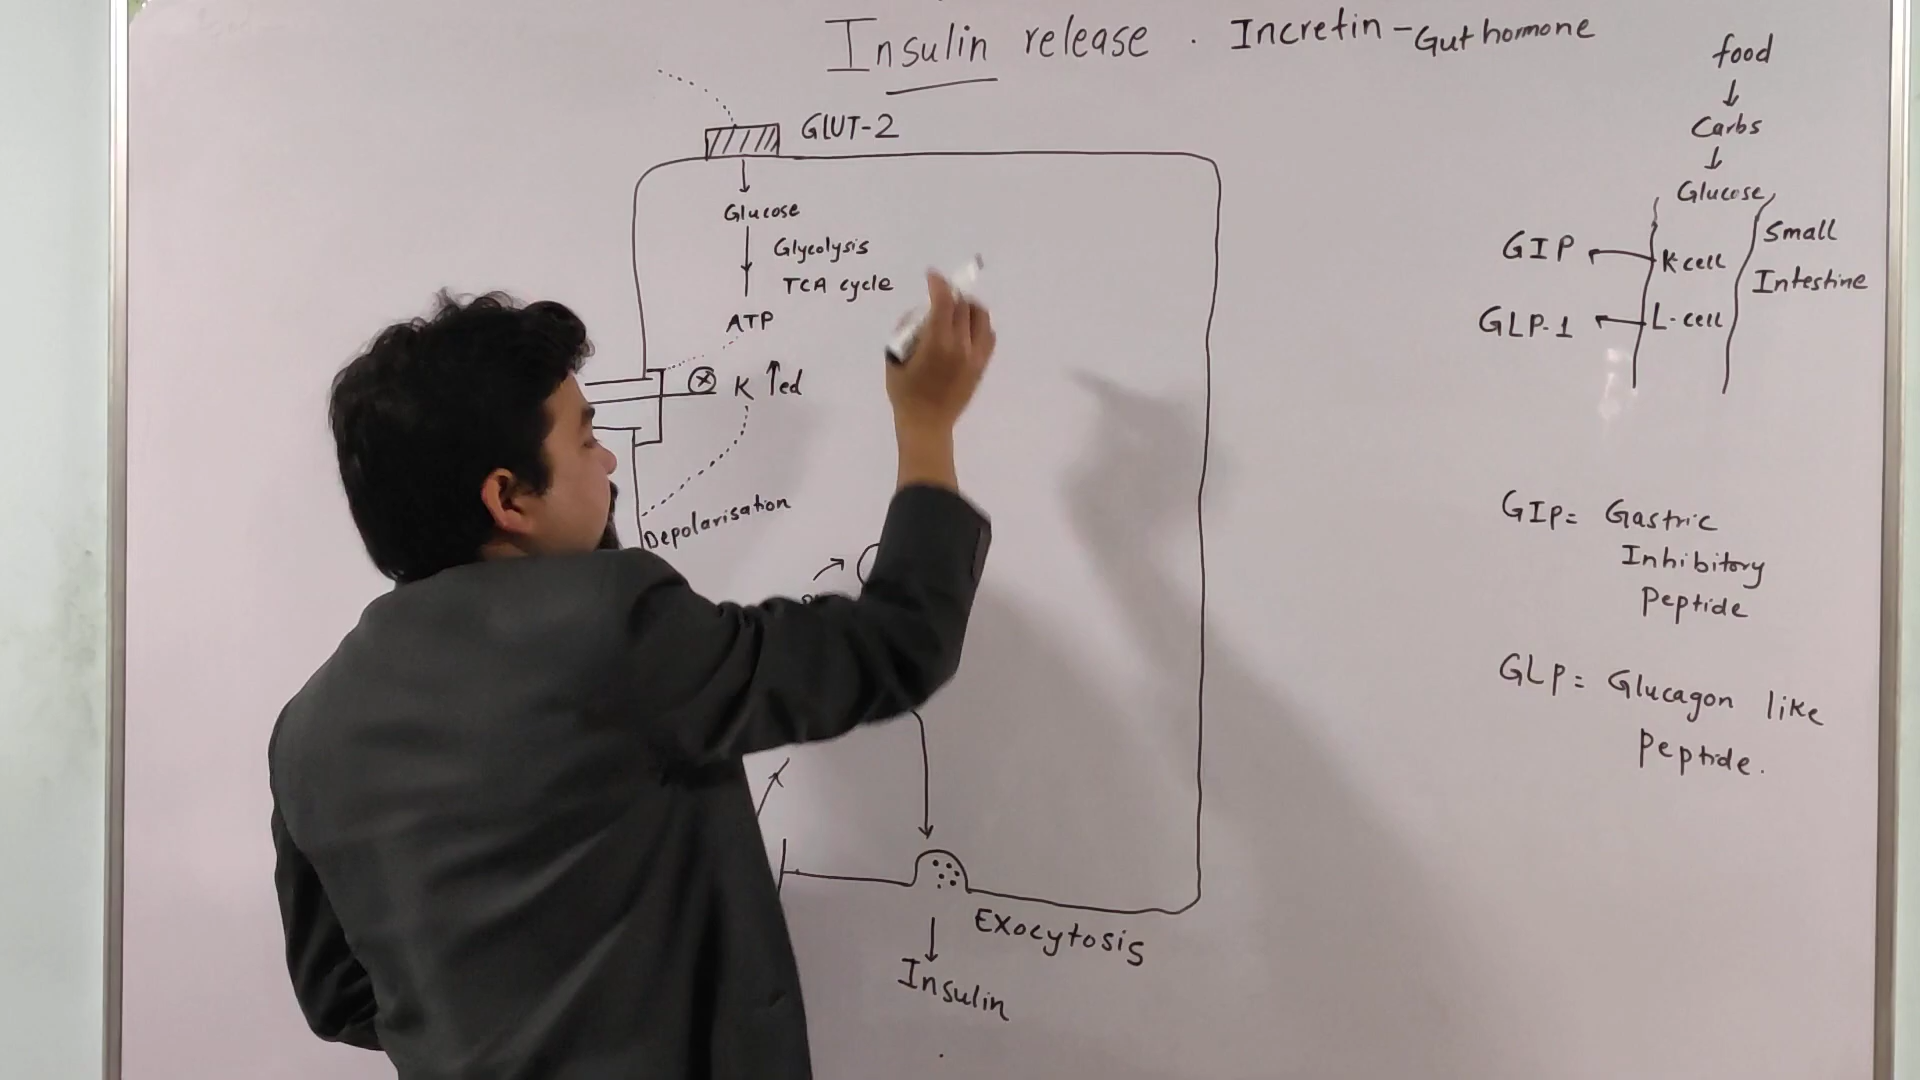 Insulin release . Incretin - Gut hormone
food
Carbs
Glucose
Small
Intestine
GIP
K cell
GLP-1
L-cell
GIP = Gastric
Inhibitory
Peptide
GLP = Glucagon like
Peptide.
GLUT-2
Glucose
Glycolysis
TCA cycle
ATP
K ↑ed
Depolarisation
Exocytosis
Insulin